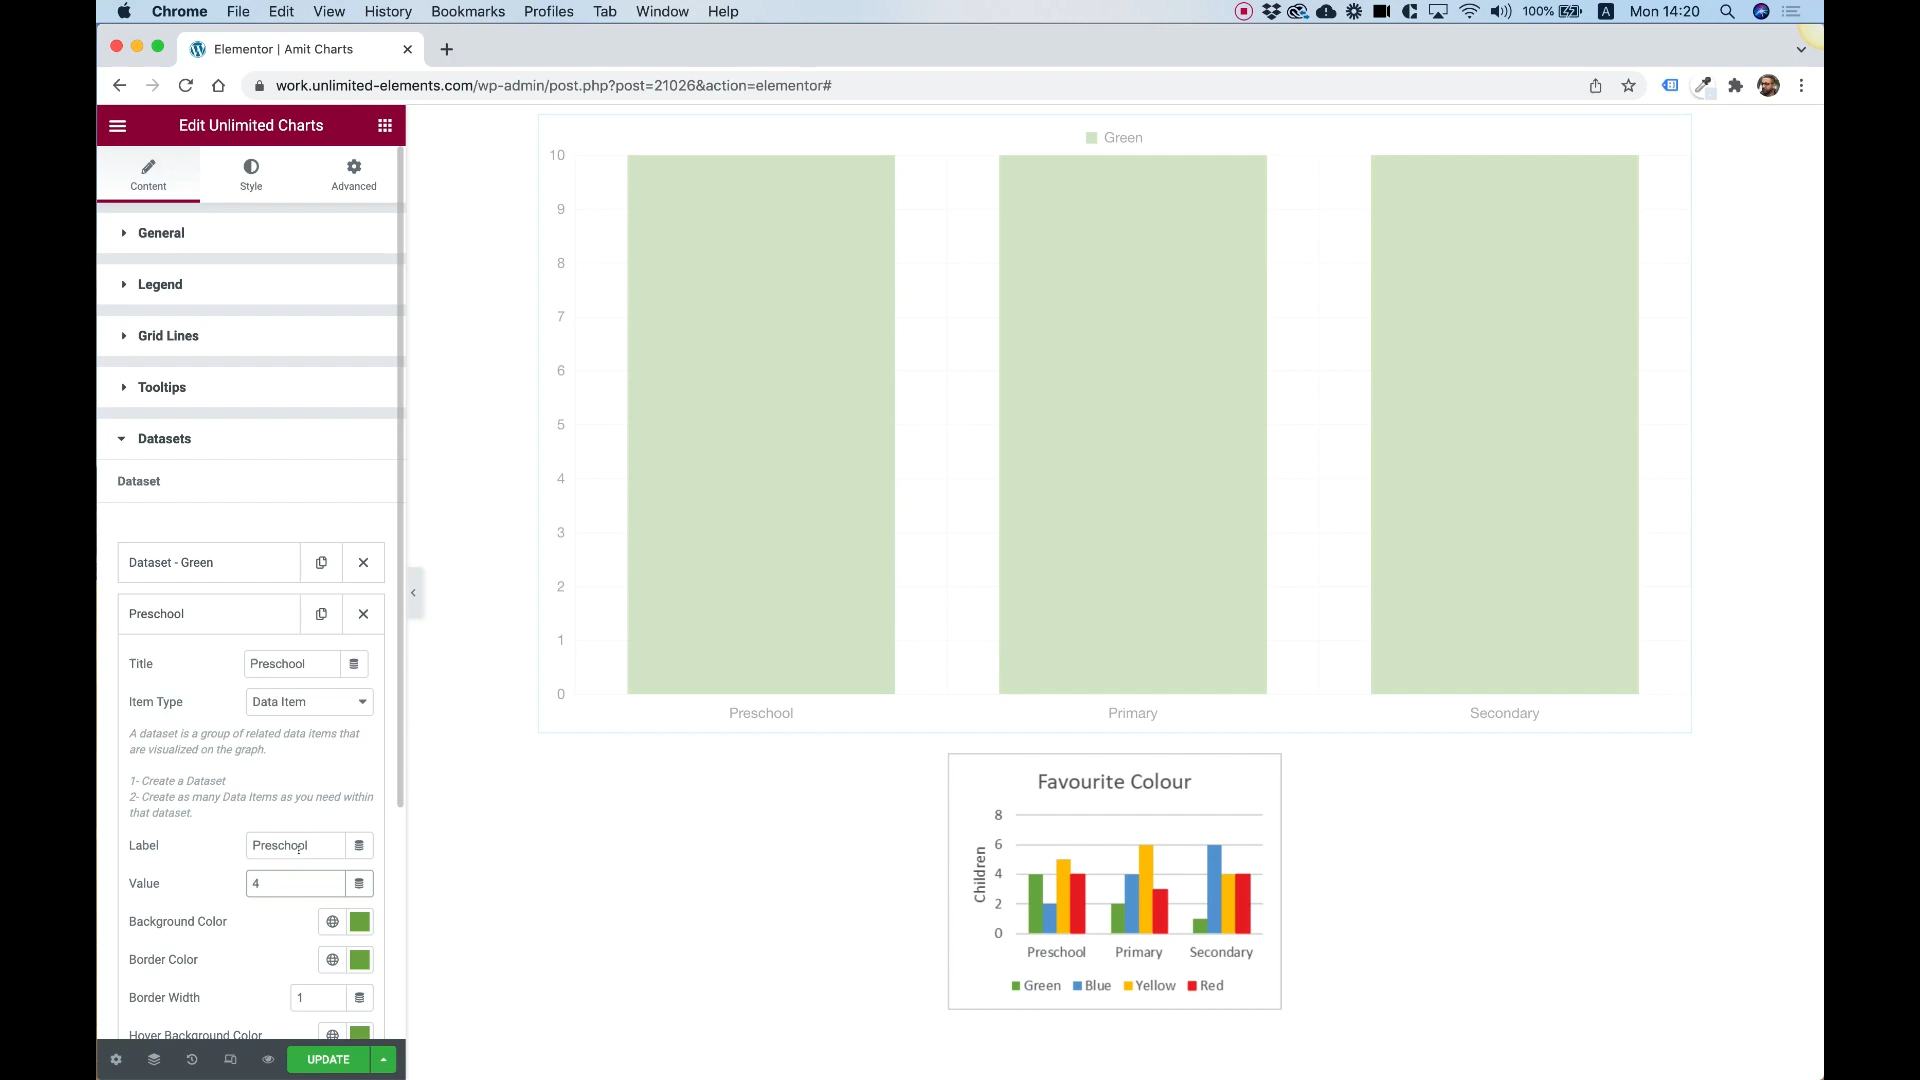 Chrome File Edit View History Bookmarks Profiles Tab Window Help 100% A Mon 14:20
Elementor | Amit Charts
work.unlimited-elements.com/wp-admin/post.php?post=21026&action=elementor#
Edit Unlimited Charts
Content Style Advanced
General
Legend
Grid Lines
Tooltips
Datasets
Dataset
Dataset - Green
Preschool
Title Preschool
Item Type Data Item
A dataset is a group of related data items that
are visualized on the graph.
1- Create a Dataset
2- Create as many Data Items as you need within
that dataset.
Label Preschool
Value 4
Background Color
Border Color
Border Width 1
Hover Background Color
UPDATE
Green
10
9
8
7
6
5
4
3
2
1
0
Preschool Primary Secondary
Favourite Colour
Children
8
6
4
2
0
Preschool Primary Secondary
Green Blue Yellow Red